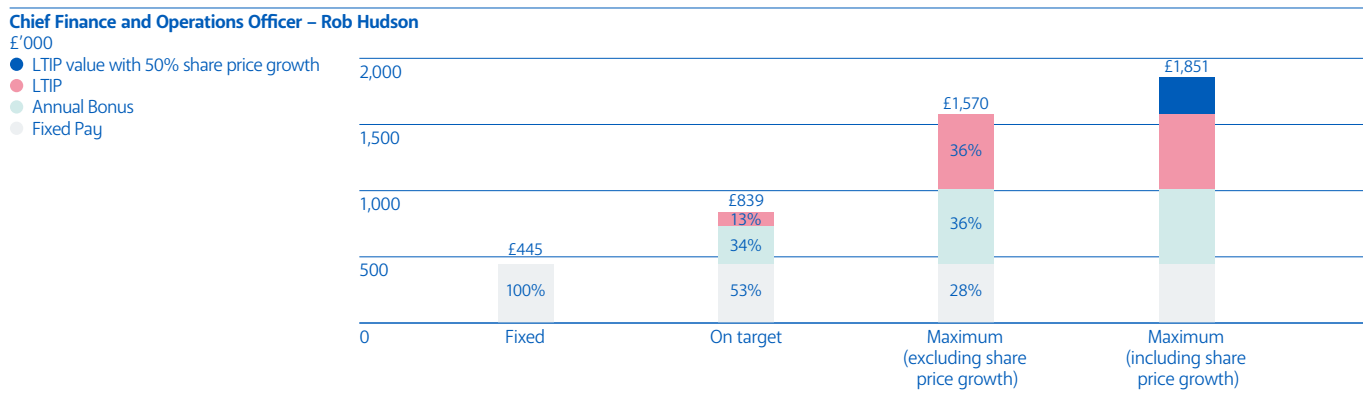 Chief Finance and Operations Officer – Rob Hudson
£’000
LTIP value with 50% share price growth
LTIP
Annual Bonus
Fixed Pay
2,000
1,500
1,000
500
0
£445
100%
Fixed
£839
13%
34%
53%
On target
£1,570
36%
36%
28%
Maximum
(excluding share
price growth)
£1,851
Maximum
(including share
price growth)